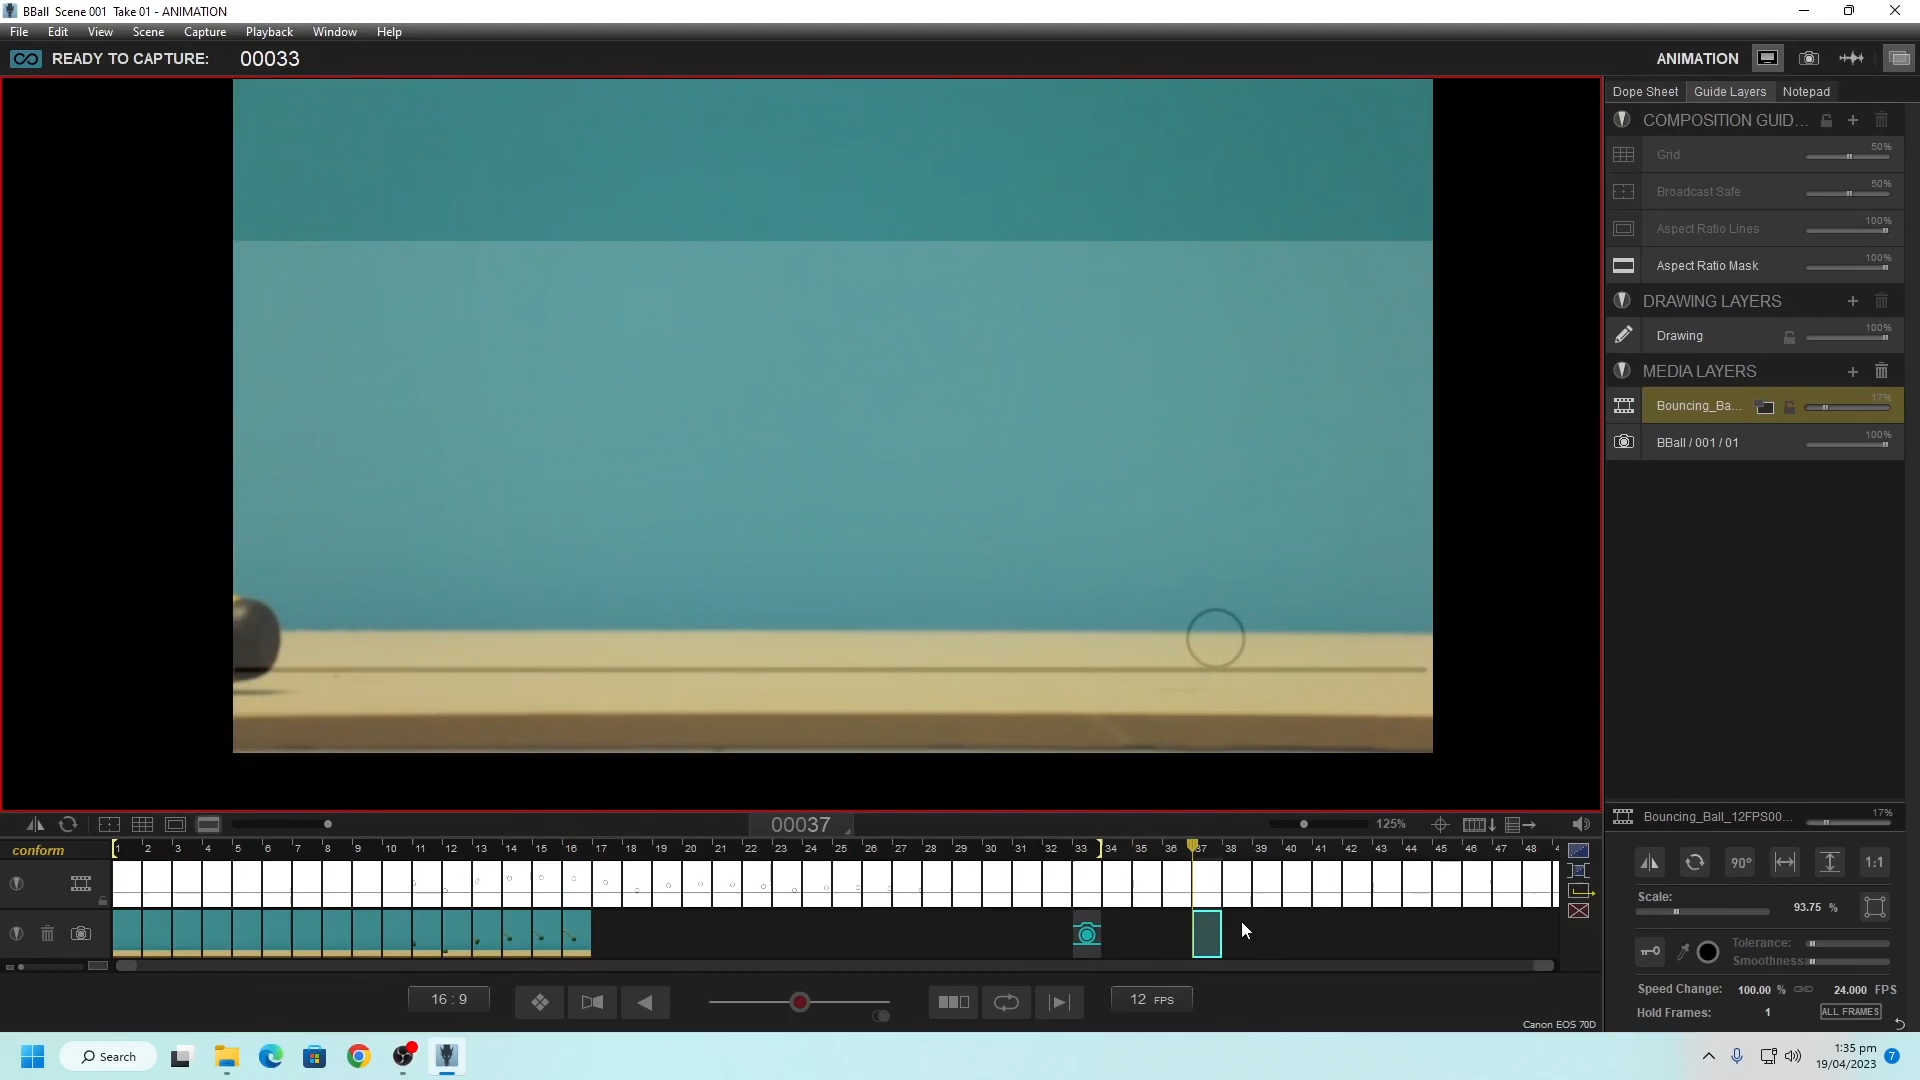 BBall Scene 001 Take 01 - ANIMATION
File Edit View Scene Capture Playback Window Help
READY TO CAPTURE: 00033
ANIMATION
Dope Sheet Guide Layers Notepad
COMPOSITION GUID...
Grid 50%
Broadcast Safe 50%
Aspect Ratio Lines 100%
Aspect Ratio Mask 100%
DRAWING LAYERS
Drawing 100%
MEDIA LAYERS
Bouncing_Ba... 17%
BBall / 001 / 01 100%
00037
125%
Bouncing_Ball_12FPS00... 17%
conform
1 2 3 4 5 6 7 8 9 10 11 12 13 14 15 16 17 18 19 20 21 22 23 24 25 26 27 28 29 30 31 32 33 34 35 36 37 38 39 40 41 42 43 44 45 46 47 48
90° 1:1
Scale: 93.75 %
Tolerance:
Smoothness:
Speed Change: 100.00 % 24.000 FPS
Hold Frames: 1 ALL FRAMES
16 : 9
12 FPS
Canon EOS 70D
Search
1:35 pm
19/04/2023
7